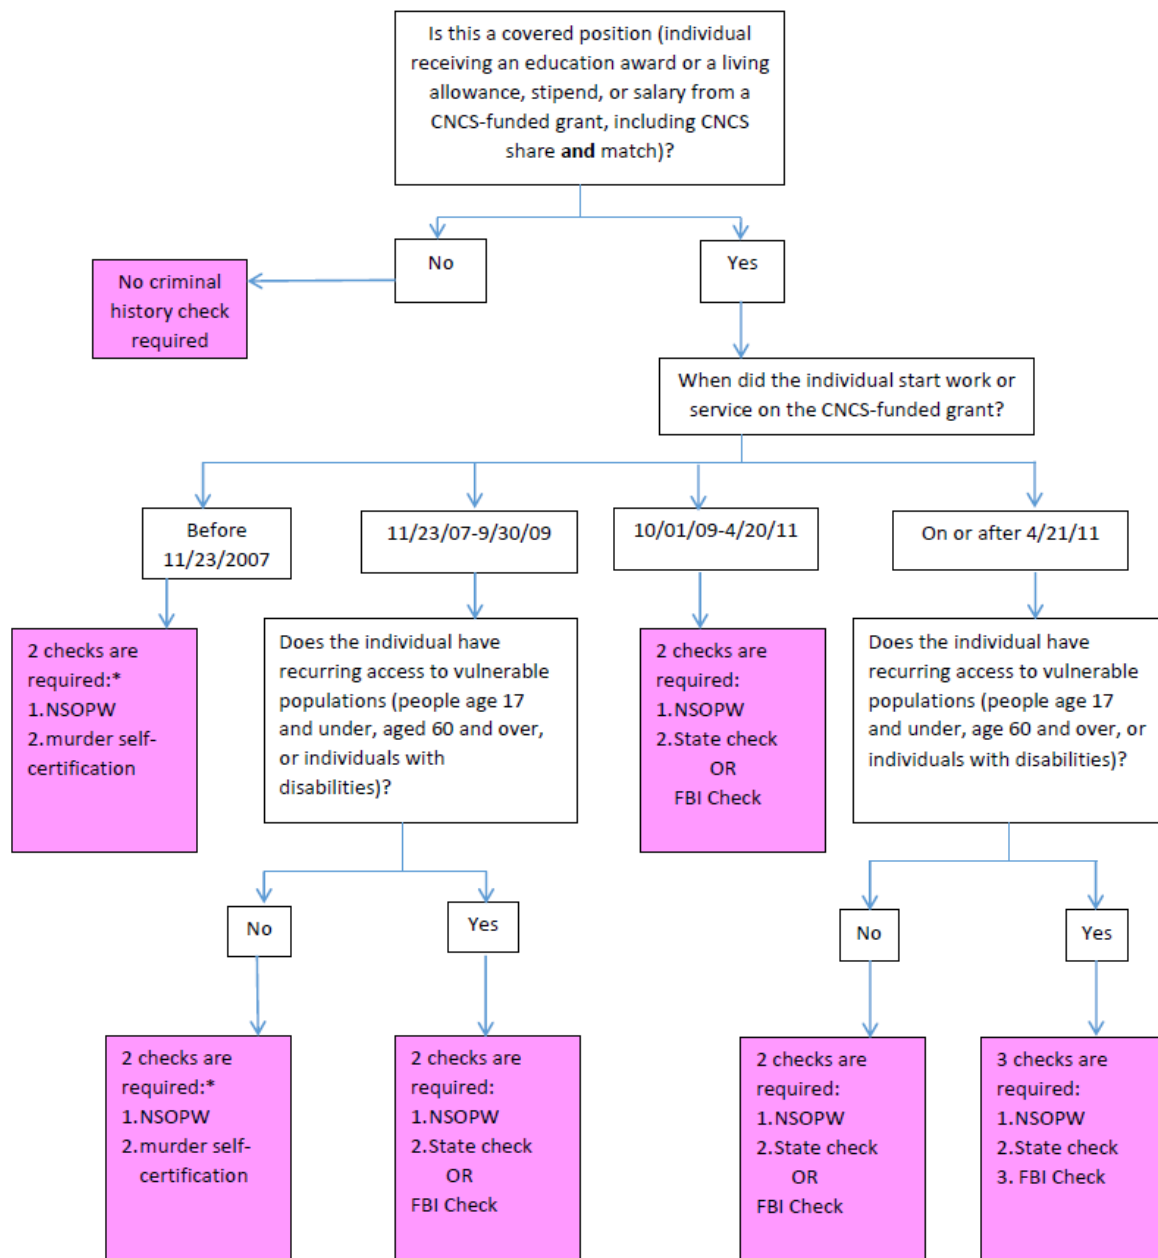 Is this a covered position (individual
receiving an education award or a living
allowance, stipend, or salary from a
CNCS-funded grant, including CNCS
share and match)?
No
Yes
No criminal
history check
required
When did the individual start work or
service on the CNCS-funded grant?
Before
11/23/2007
11/23/07-9/30/09
10/01/09-4/20/11
On or after 4/21/11
2 checks are
required:*
1.NSOPW
2.murder self-
certification
Does the individual have
recurring access to vulnerable
populations (people age 17
and under, aged 60 and over,
or individuals with
disabilities)?
2 checks are
required:
1.NSOPW
2.State check
OR
FBI Check
Does the individual have
recurring access to vulnerable
populations (people age 17
and under, age 60 and over, or
individuals with disabilities)?
No
Yes
No
Yes
2 checks are
required:*
1.NSOPW
2.murder self-
certification
2 checks are
required:
1.NSOPW
2.State check
OR
FBI Check
2 checks are
required:
1.NSOPW
2.State check
OR
FBI Check
3 checks are
required:
1.NSOPW
2.State check
3. FBI Check